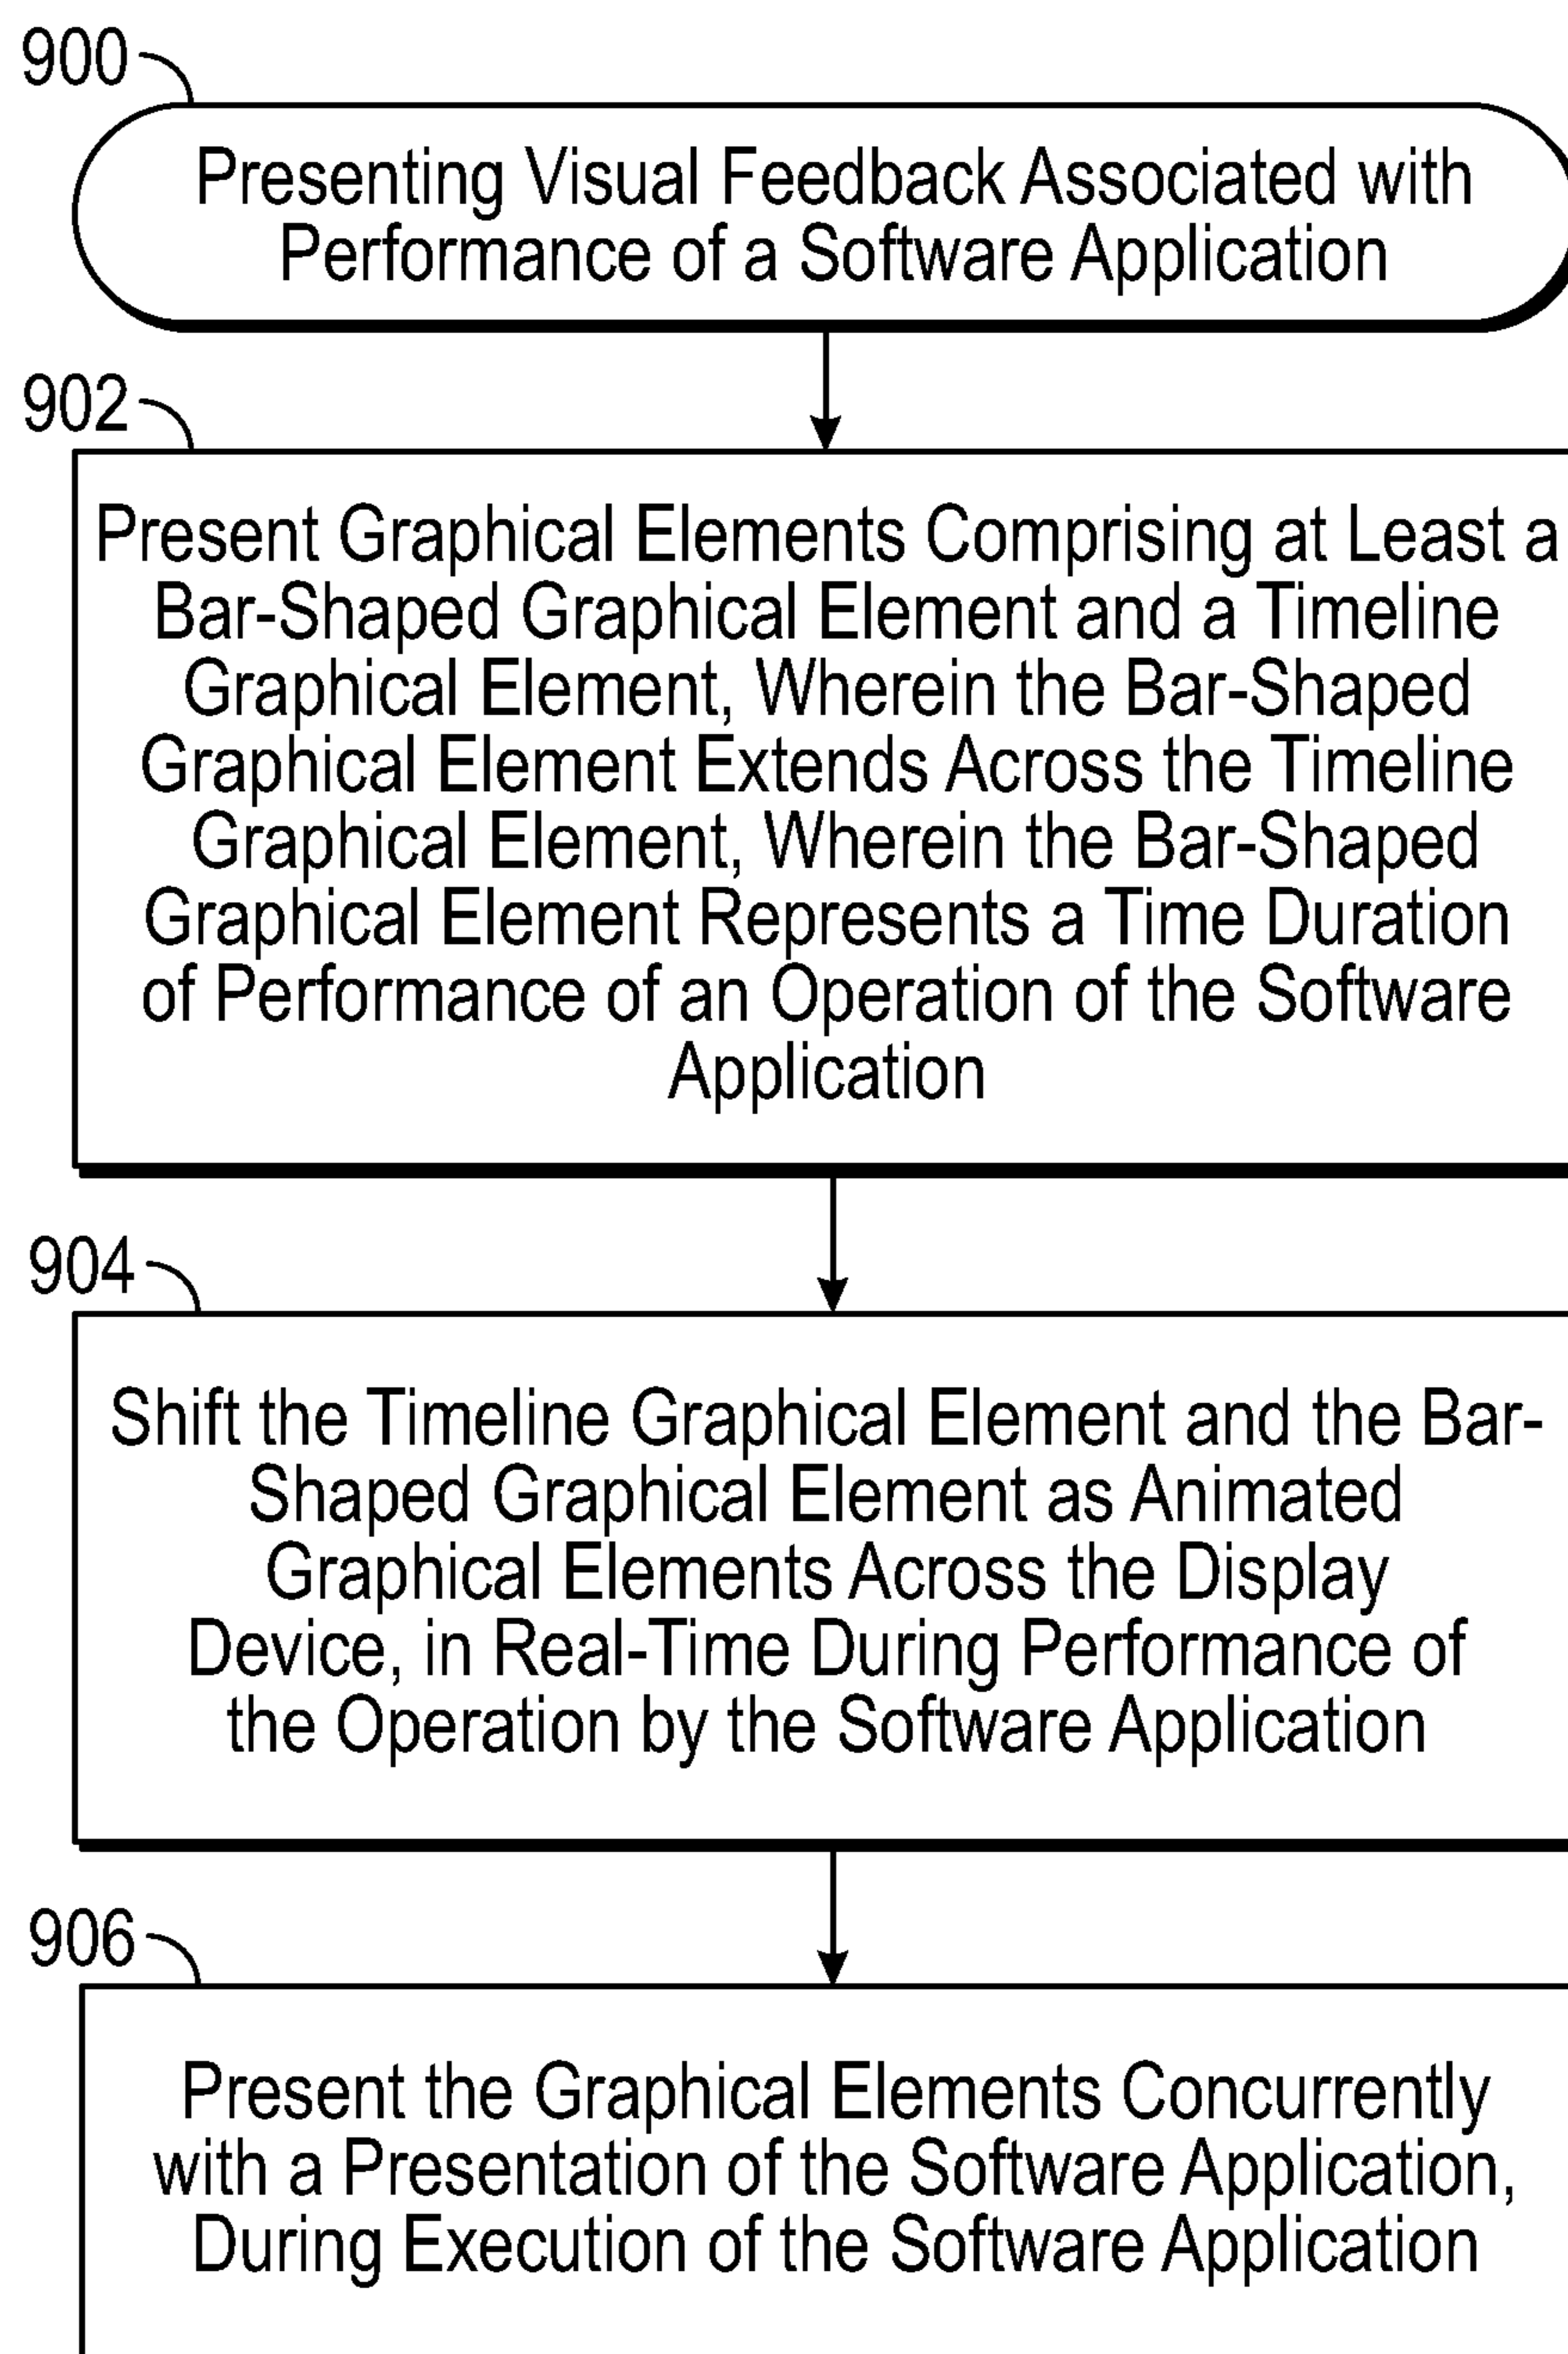 900
Presenting Visual Feedback Associated with
Performance of a Software Application
902
Present Graphical Elements Comprising at Least a
Bar-Shaped Graphical Element and a Timeline
Graphical Element, Wherein the Bar-Shaped
Graphical Element Extends Across the Timeline
Graphical Element, Wherein the Bar-Shaped
Graphical Element Represents a Time Duration
of Performance of an Operation of the Software
Application
904
Shift the Timeline Graphical Element and the Bar-
Shaped Graphical Element as Animated
Graphical Elements Across the Display
Device, in Real-Time During Performance of
the Operation by the Software Application
906
Present the Graphical Elements Concurrently
with a Presentation of the Software Application,
During Execution of the Software Application